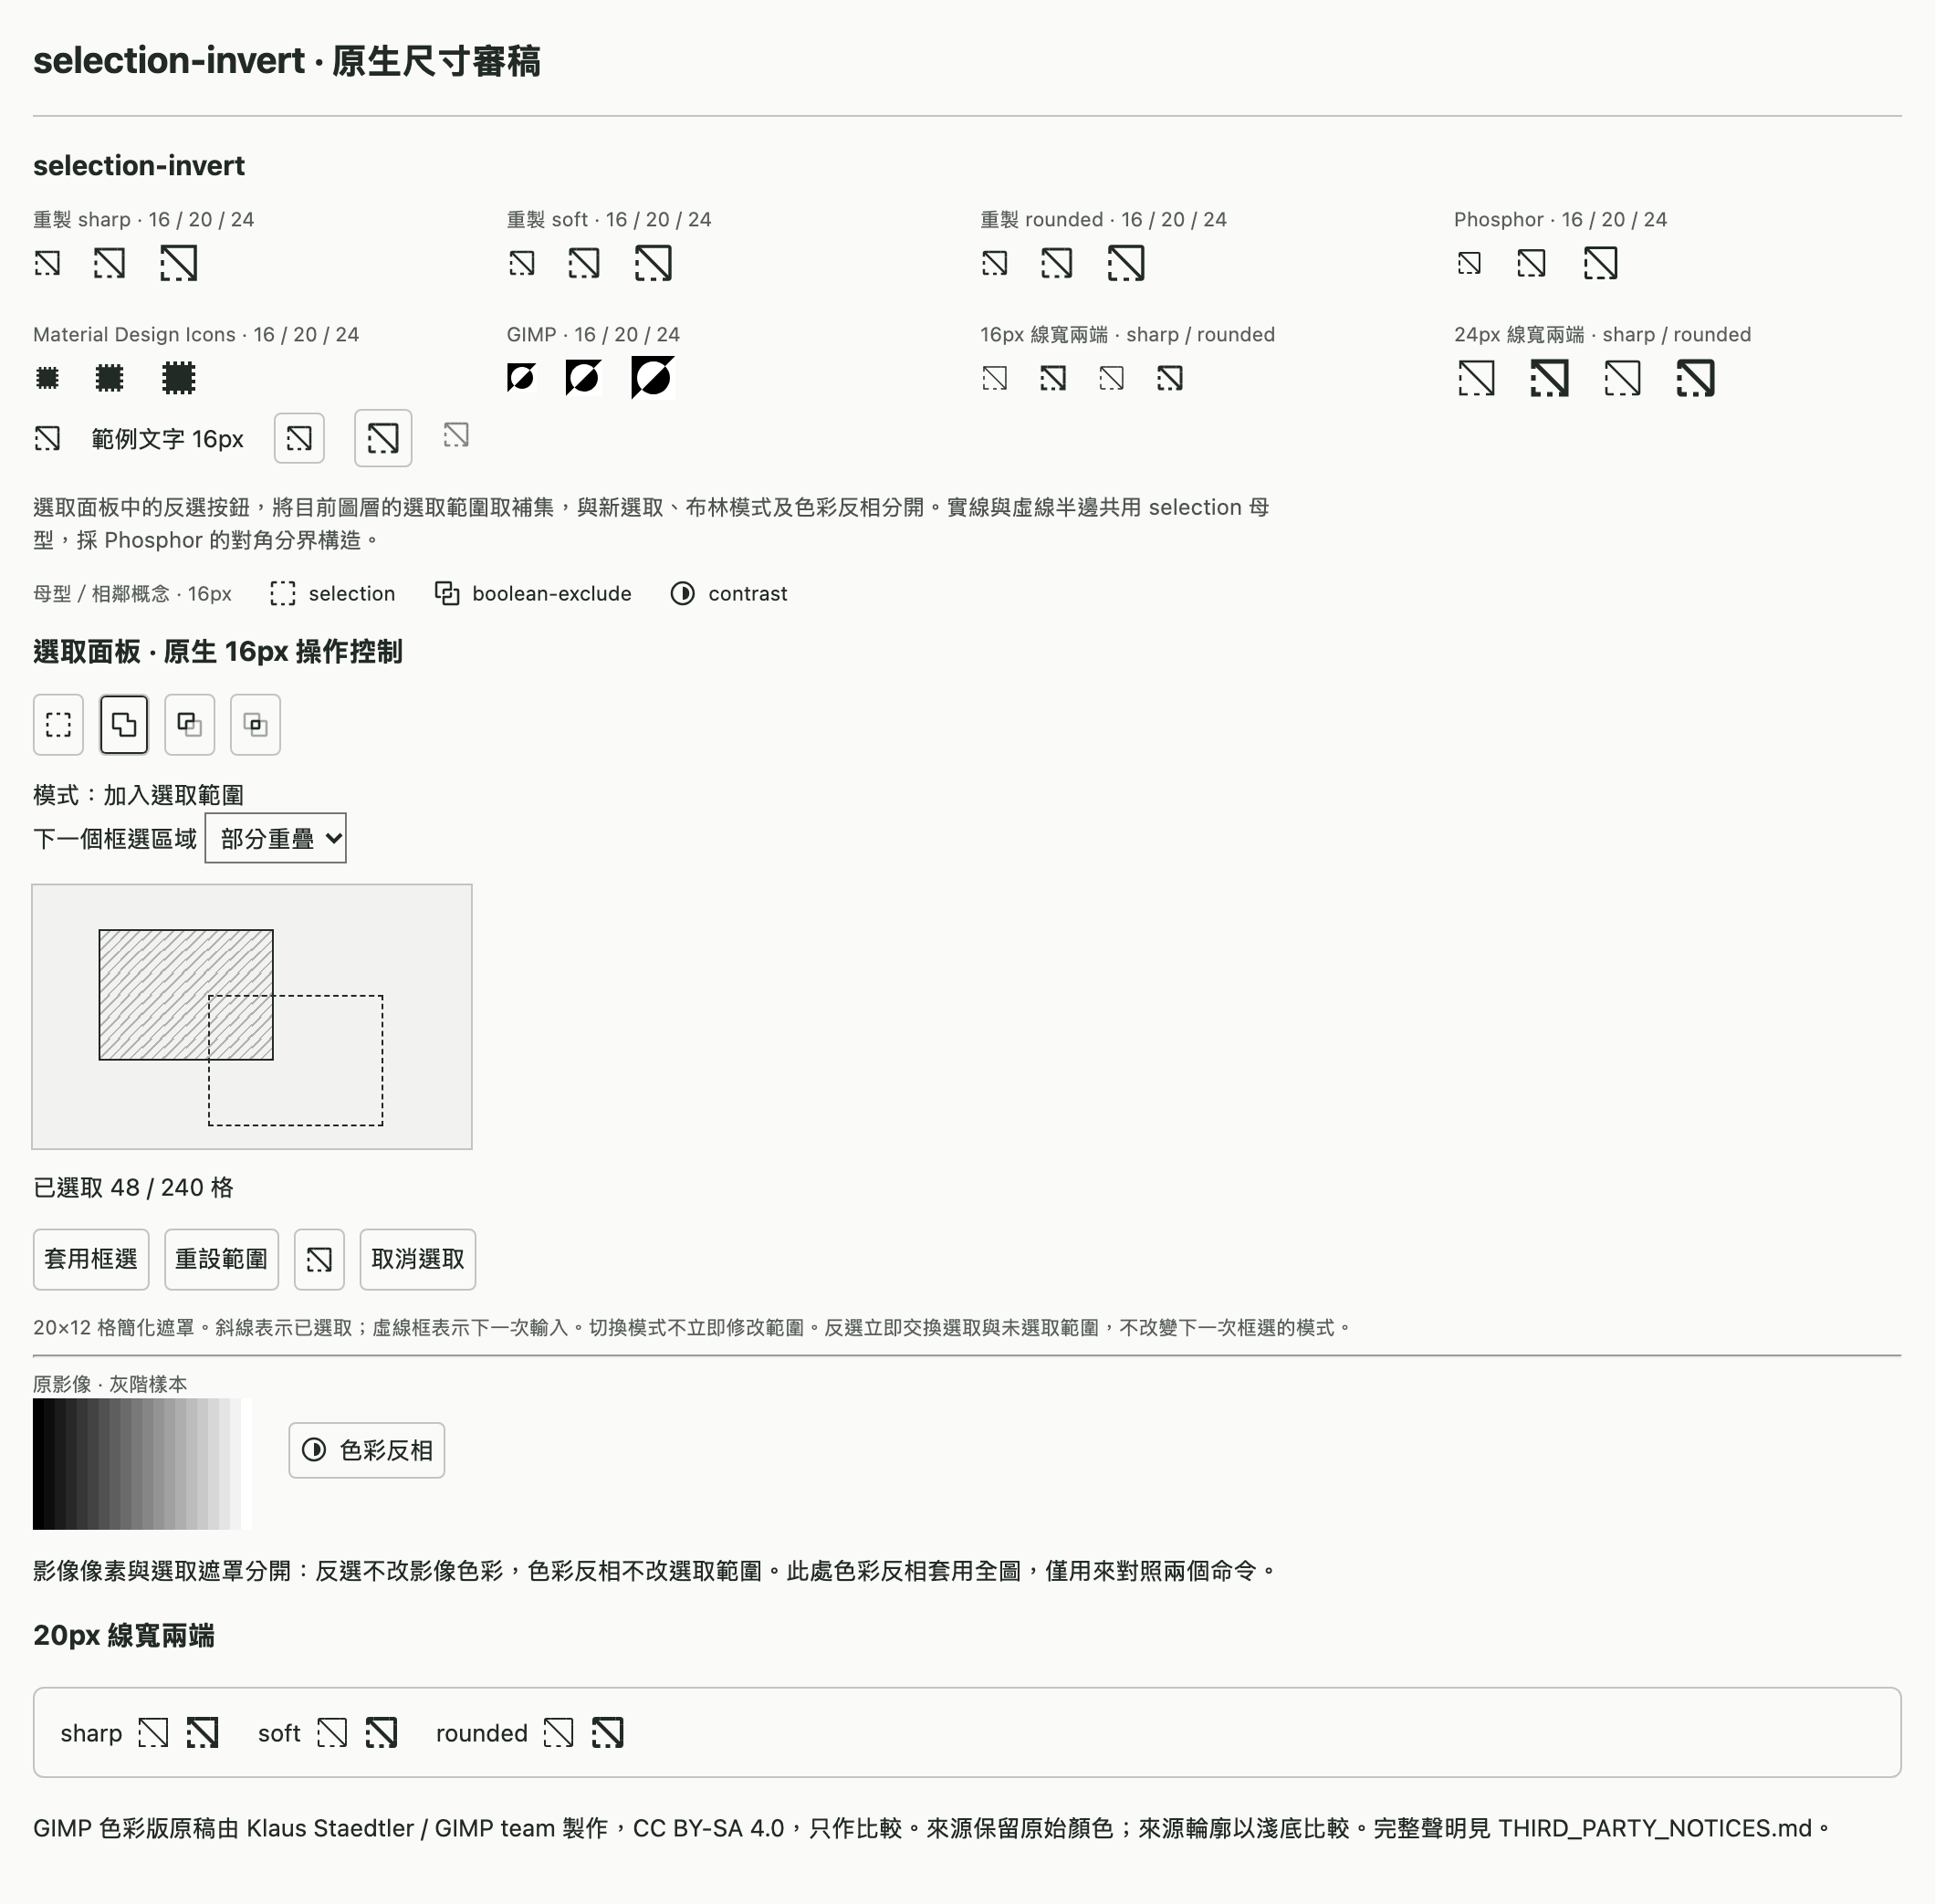 selection-invert · 原生尺寸審稿
selection-invert
重製 sharp · 16 / 20 / 24
重製 soft · 16 / 20 / 24
重製 rounded · 16 / 20 / 24
Phosphor · 16 / 20 / 24
Material Design Icons · 16 / 20 / 24
GIMP · 16 / 20 / 24
16px 線寬兩端 · sharp / rounded
24px 線寬兩端 · sharp / rounded
範例文字 16px
選取面板中的反選按鈕，將目前圖層的選取範圍取補集，與新選取、布林模式及色彩反相分開。實線與虛線半邊共用 selection 母
型，採 Phosphor 的對角分界構造。
母型 / 相鄰概念 · 16px
selection
boolean-exclude
contrast
選取面板 · 原生 16px 操作控制
模式：加入選取範圍
下一個框選區域 部分重疊
已選取 48 / 240 格
套用框選
重設範圍
取消選取
20×12 格簡化遮罩。斜線表示已選取；虛線框表示下一次輸入。切換模式不立即修改範圍。反選立即交換選取與未選取範圍，不改變下一次框選的模式。
原影像 · 灰階樣本
色彩反相
影像像素與選取遮罩分開：反選不改影像色彩，色彩反相不改選取範圍。此處色彩反相套用全圖，僅用來對照兩個命令。
20px 線寬兩端
sharp
soft
rounded
GIMP 色彩版原稿由 Klaus Staedtler / GIMP team 製作，CC BY-SA 4.0，只作比較。來源保留原始顏色；來源輪廓以淺底比較。完整聲明見 THIRD_PARTY_NOTICES.md。